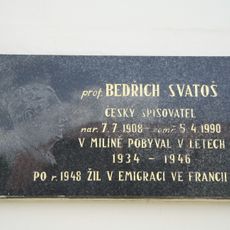 prof. BEDŘICH SVATOŠ
ČESKÝ SPISOVATEL
nar. 7.7.1908 - zemř. 5.4.1990
V MILÍNĚ POBÝVAL V LETECH
1934 - 1946
PO r. 1948 ŽIL V EMIGRACI VE FRANCII